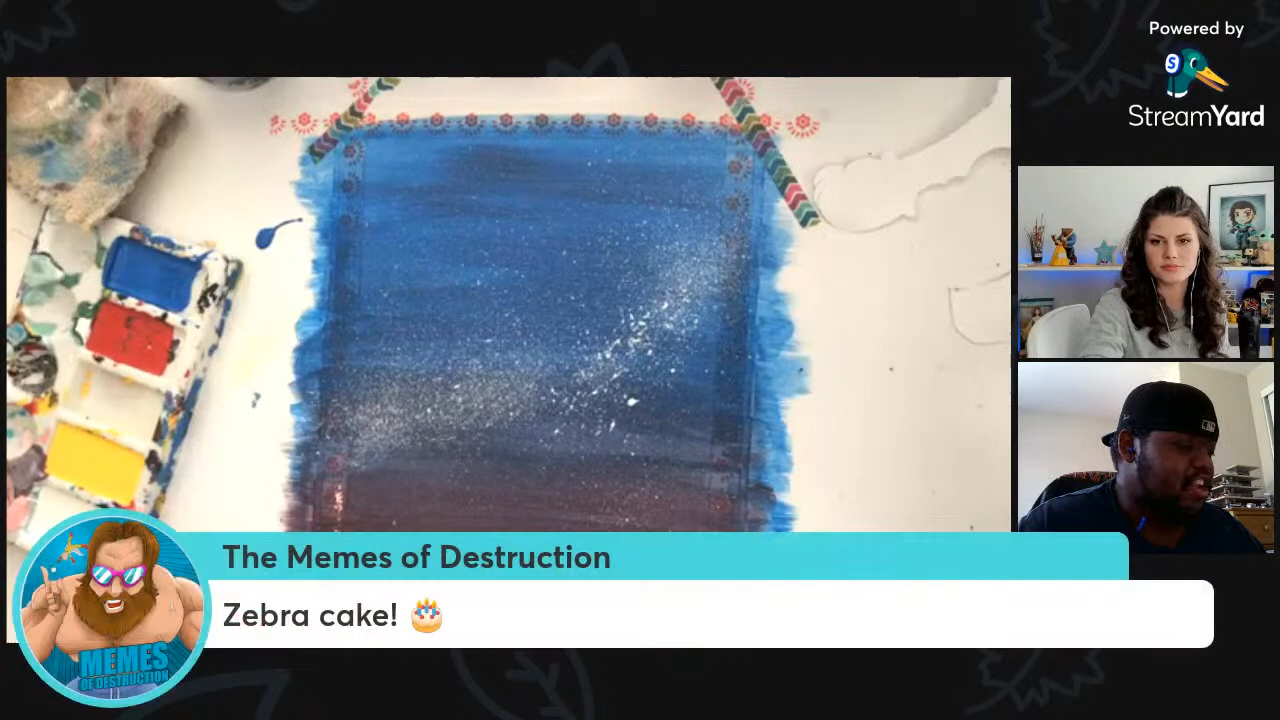 Powered by
StreamYard
The Memes of Destruction
Zebra cake! 🎂
MEMES
OF DESTRUCTION